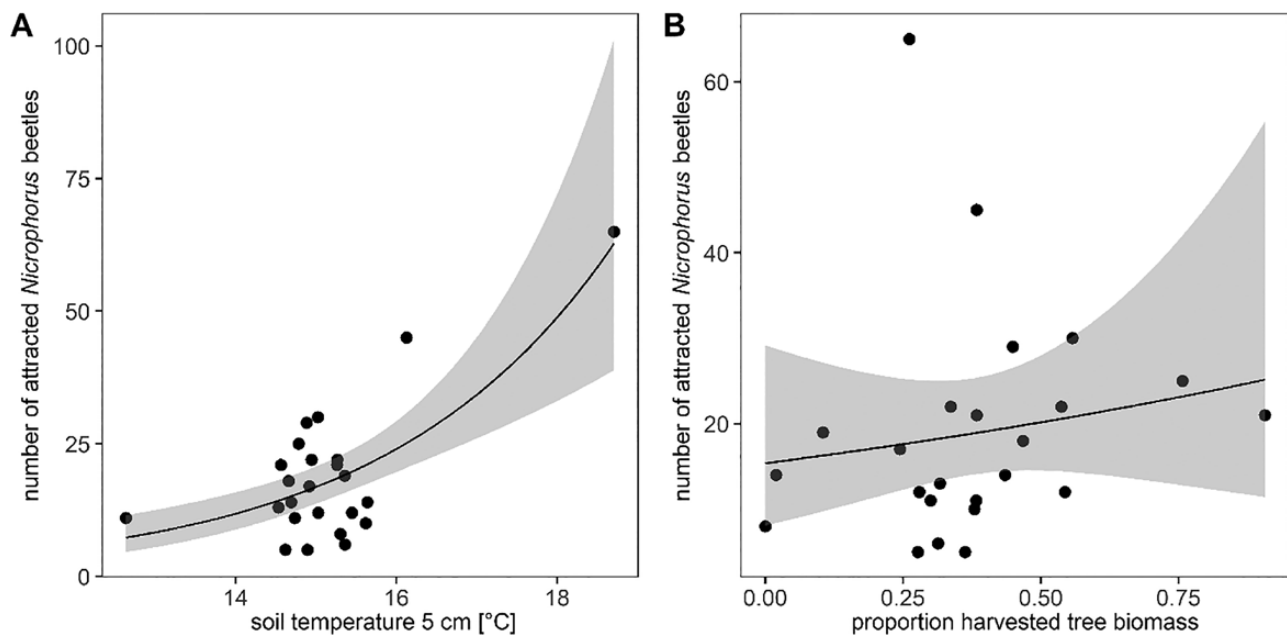 A
number of attracted Nicrophorus beetles
100
75
50
25
0
14
16
18
soil temperature 5 cm [°C]
B
number of attracted Nicrophorus beetles
60
40
20
0.00
0.25
0.50
0.75
proportion harvested tree biomass